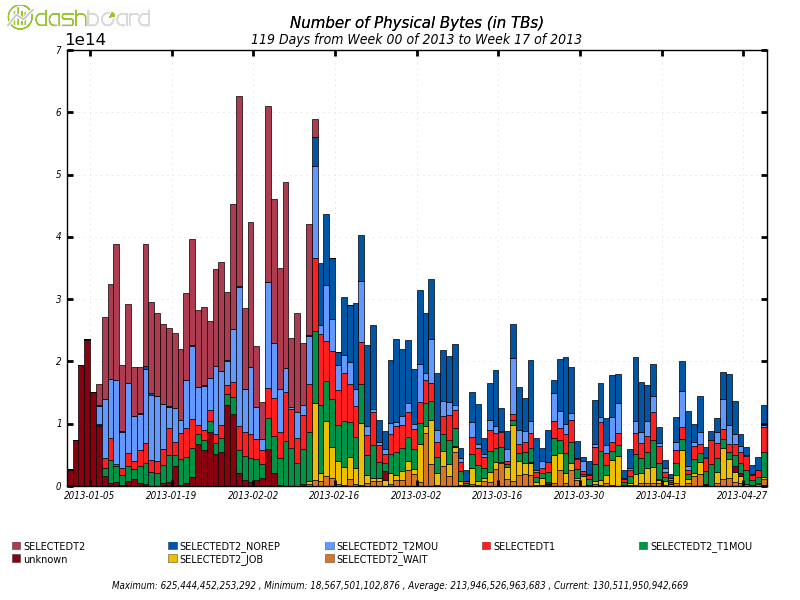 dashboard
Number of Physical Bytes (in TBs)
119 Days from Week 00 of 2013 to Week 17 of 2013
1e14
7
6
5
4
3
2
1
0
2013-01-05 2013-01-19 2013-02-02 2013-02-16 2013-03-02 2013-03-16 2013-03-30 2013-04-13 2013-04-27
SELECTEDT2 SELECTEDT2_NOREP SELECTEDT2_T2MOU SELECTEDT1 SELECTEDT2_T1MOU
unknown SELECTEDT2_JOB SELECTEDT2_WAIT
Maximum: 625,444,452,253,292 , Minimum: 18,567,501,102,876 , Average: 213,946,526,963,683 , Current: 130,511,950,942,669